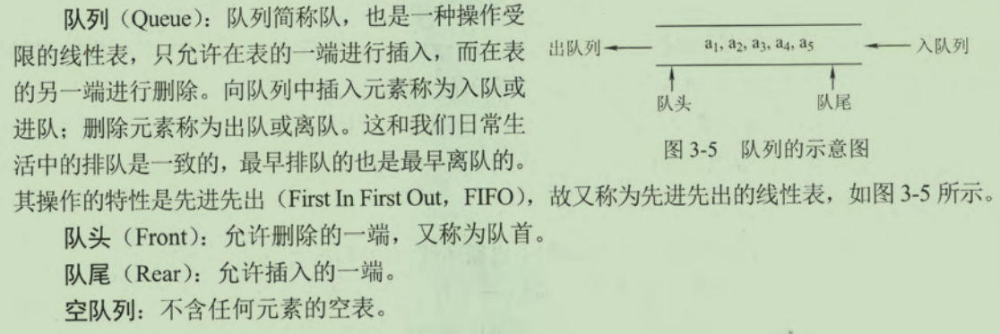 队列（Queue）：队列简称队，也是一种操作受
限的线性表，只允许在表的一端进行插入，而在表
的另一端进行删除。向队列中插入元素称为入队或
进队；删除元素称为出队或离队。这和我们日常生
活中的排队是一致的，最早排队的也是最早离队的。
其操作的特性是先进先出（First In First Out，FIFO），故又称为先进先出的线性表，如图 3-5 所示。
出队列
a₁, a₂, a₃, a₄, a₅
入队列
队头
队尾
图 3-5 队列的示意图
队头（Front）：允许删除的一端，又称为队首。
队尾（Rear）：允许插入的一端。
空队列：不含任何元素的空表。